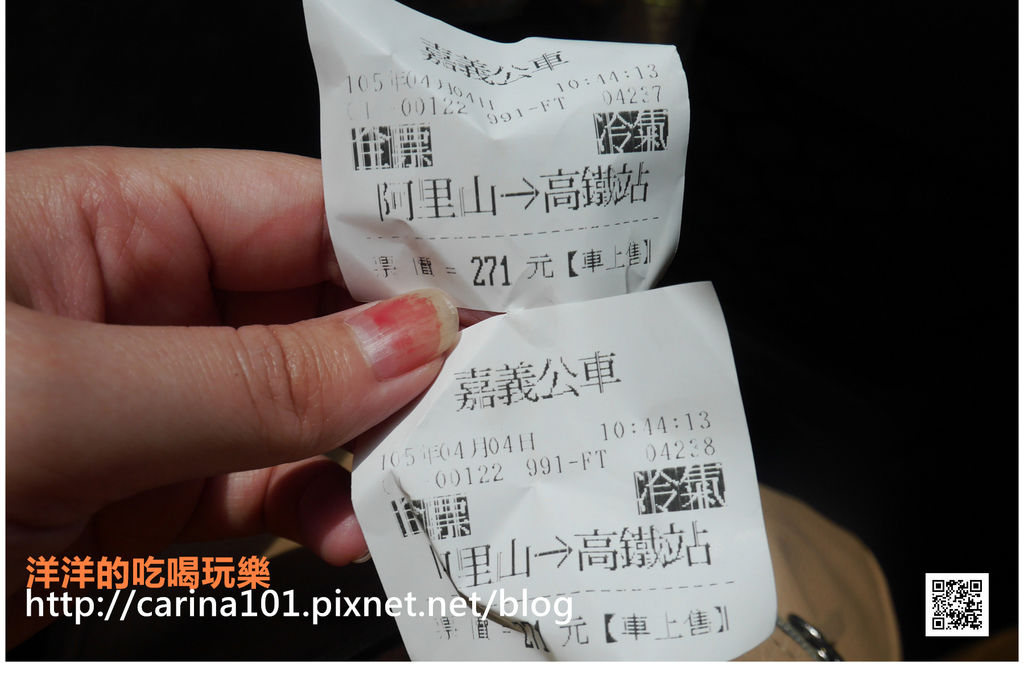 嘉義公車
105年04月04日 10:44:13
00122 991-FT 04237
冷氣
阿里山→高鐵站
票價 = 271 元【車上售】
嘉義公車
105年04月04日 10:44:13
00122 991-FT 04238
冷氣
阿里山→高鐵站
票價 = 271 元【車上售】
洋洋的吃喝玩樂
http://carina101.pixnet.net/blog